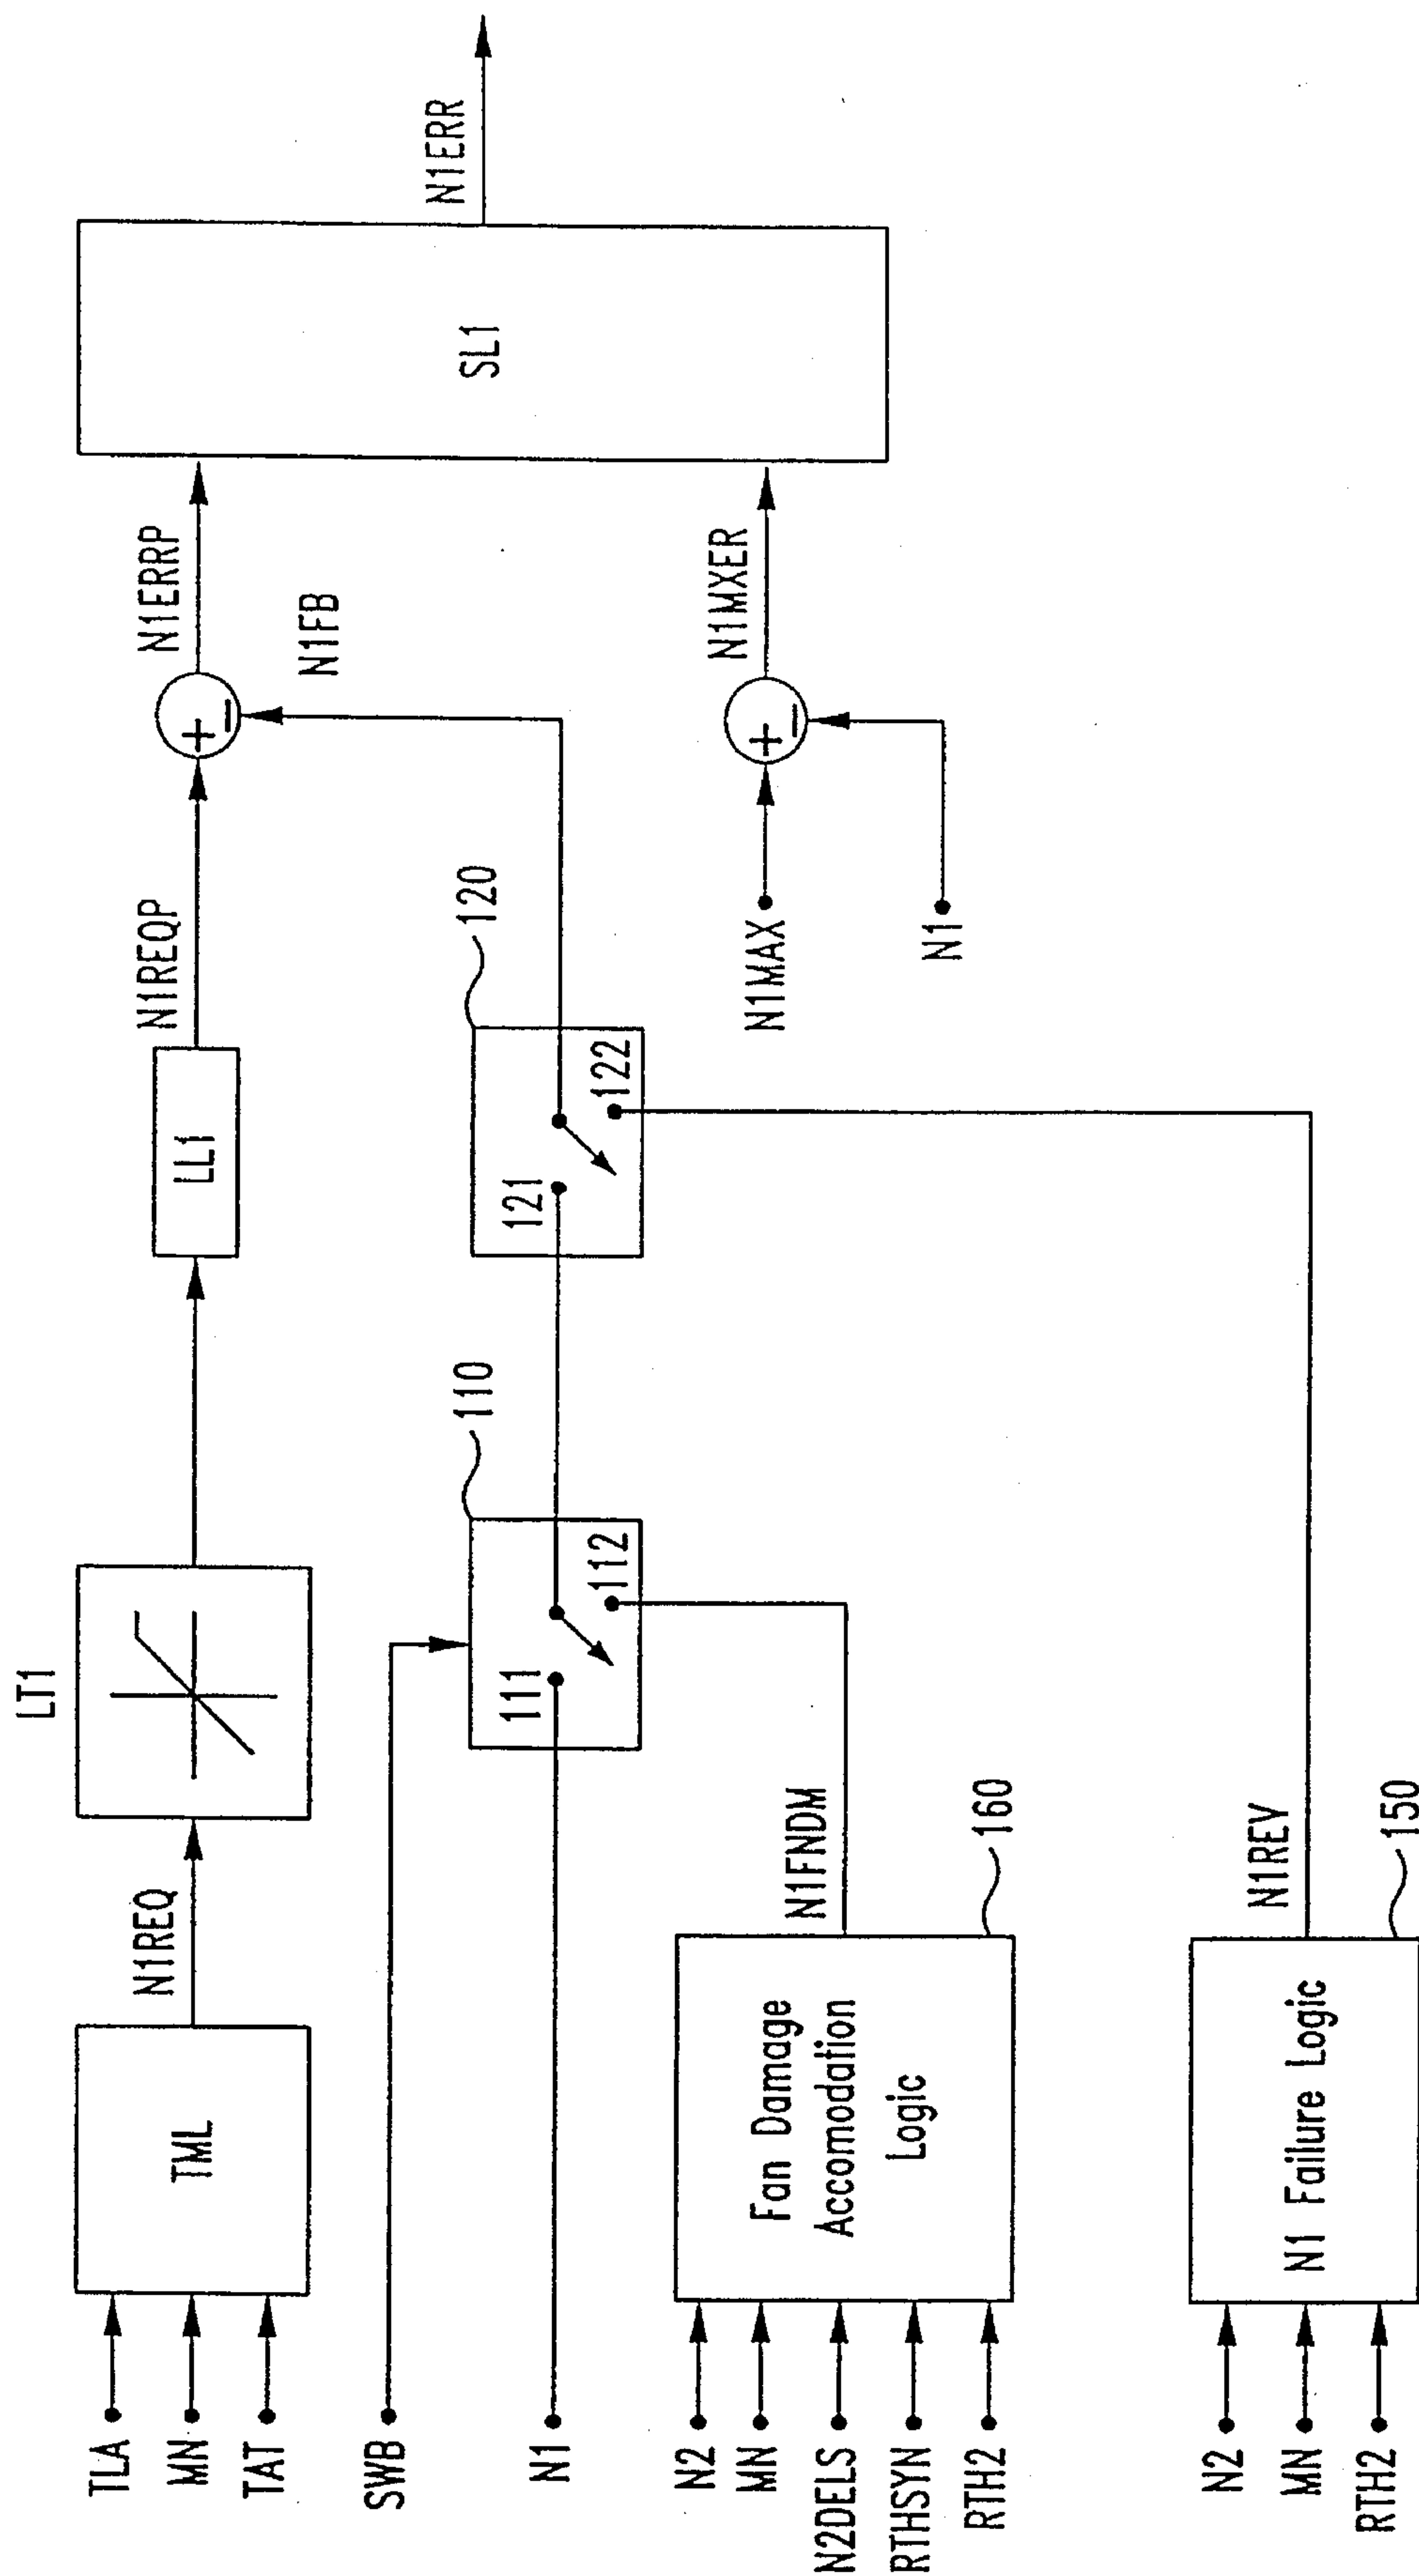 TLA
MN
TAT
TML
N1REQ
LT1
LL1
N1REQP
+
−
N1ERRP
N1FB
SL1
N1ERR
SWB
N1
110
111
112
120
121
122
N1MAX
N1
+
−
N1MXER
N2
MN
N2DELS
RTHSYN
RTH2
Fan Damage
Accomodation
Logic
N1FNDM
160
N2
MN
RTH2
N1 Failure Logic
N1REV
150